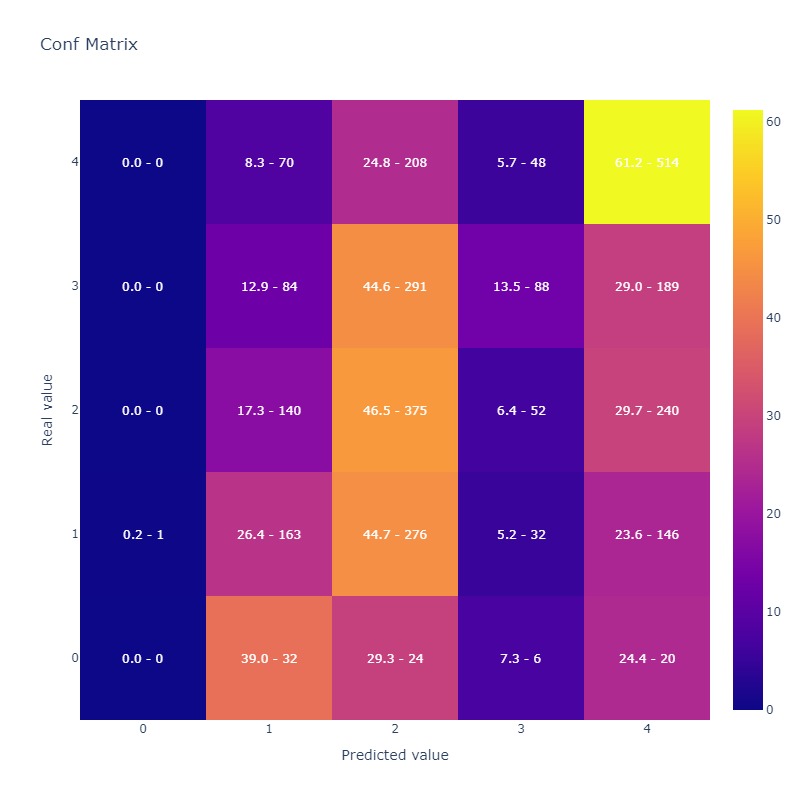 Conf Matrix
60
4 0.0 - 0 8.3 - 70 24.8 - 208 5.7 - 48 61.2 - 514
50
3 0.0 - 0 12.9 - 84 44.6 - 291 13.5 - 88 29.0 - 189
40
30
Real value
2 0.0 - 0 17.3 - 140 46.5 - 375 6.4 - 52 29.7 - 240
20
1 0.2 - 1 26.4 - 163 44.7 - 276 5.2 - 32 23.6 - 146
10
0 0.0 - 0 39.0 - 32 29.3 - 24 7.3 - 6 24.4 - 20
0
0 1 2 3 4
Predicted value